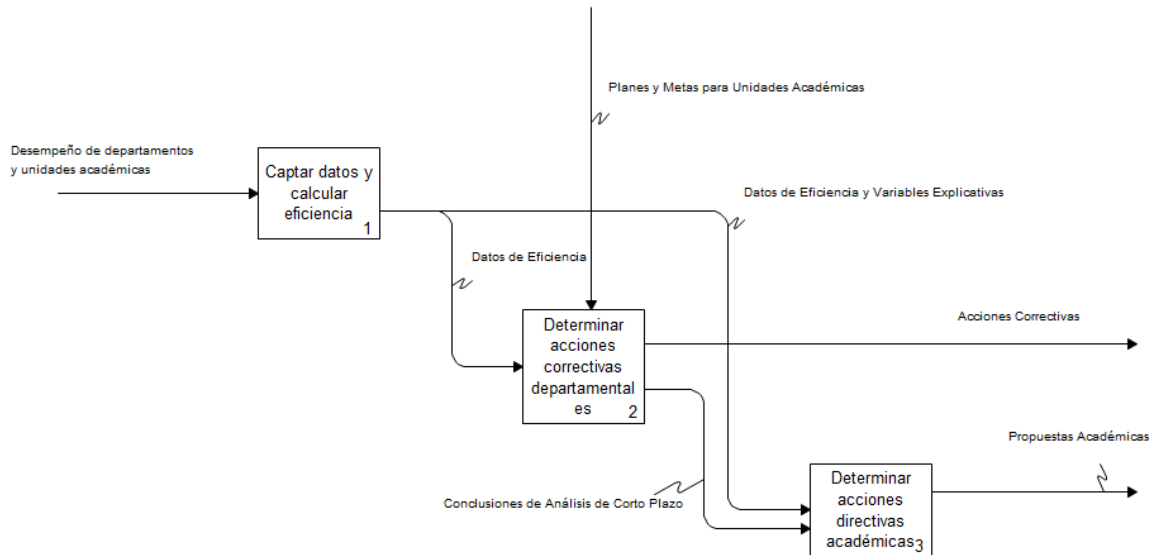 Planes y Metas para Unidades Académicas
Desempeño de departamentos
y unidades académicas
Captar datos y
calcular
eficiencia
1
Datos de Eficiencia y Variables Explicativas
Datos de Eficiencia
Determinar
acciones
correctivas
departamental
es
2
Acciones Correctivas
Propuestas Académicas
Conclusiones de Análisis de Corto Plazo
Determinar
acciones
directivas
académicas3